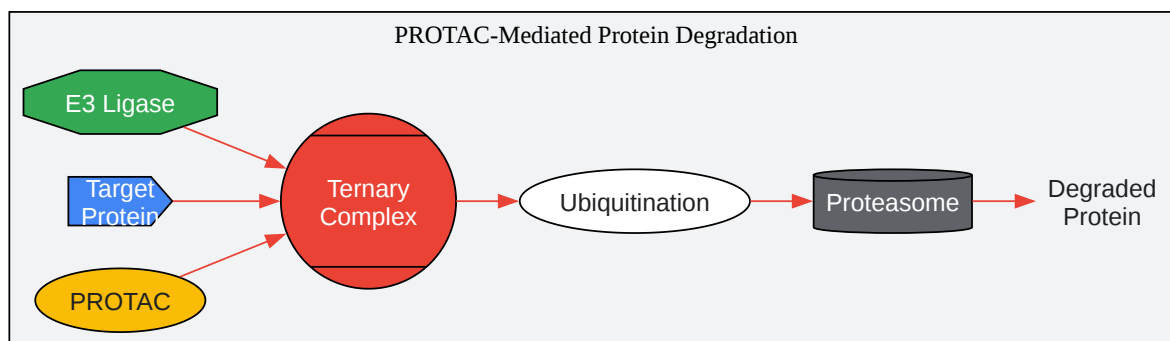 PROTAC-Mediated Protein Degradation
E3 Ligase
Target
Protein
PROTAC
Ternary
Complex
Ubiquitination
Proteasome
Degraded
Protein